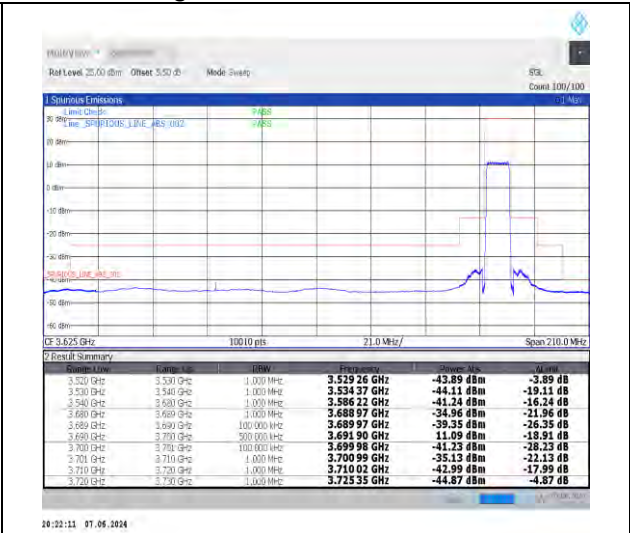 MultiView
Ref Level 25.00 dBm Offset 5.50 dB Mode Sweep SGL
Count 100/100
1 Spurious Emissions
Limit Check PASS
Line _SPURIOUS_LINE_ABS_002 PASS
30 dBm
20 dBm
10 dBm
0 dBm
-10 dBm
-20 dBm
-30 dBm
-50 dBm
-60 dBm
CF 3.625 GHz 10010 pts 21.0 MHz/ Span 210.0 MHz
2 Result Summary
Range Low Range Up RBW Frequency Power Abs ΔLimit
3.520 GHz 3.530 GHz 1.000 MHz 3.529 26 GHz -43.89 dBm -3.89 dB
3.530 GHz 3.540 GHz 1.000 MHz 3.534 37 GHz -44.11 dBm -19.11 dB
3.540 GHz 3.680 GHz 1.000 MHz 3.586 22 GHz -41.24 dBm -16.24 dB
3.680 GHz 3.689 GHz 1.000 MHz 3.688 97 GHz -34.96 dBm -21.96 dB
3.689 GHz 3.690 GHz 100.000 kHz 3.689 97 GHz -39.35 dBm -26.35 dB
3.690 GHz 3.700 GHz 500.000 kHz 3.691 90 GHz 11.09 dBm -18.91 dB
3.700 GHz 3.701 GHz 100.000 kHz 3.699 98 GHz -41.23 dBm -28.23 dB
3.701 GHz 3.710 GHz 1.000 MHz 3.700 99 GHz -35.13 dBm -22.13 dB
3.710 GHz 3.720 GHz 1.000 MHz 3.710 02 GHz -42.99 dBm -17.99 dB
3.720 GHz 3.730 GHz 1.000 MHz 3.725 35 GHz -44.87 dBm -4.87 dB
20:22:11 07.06.2024